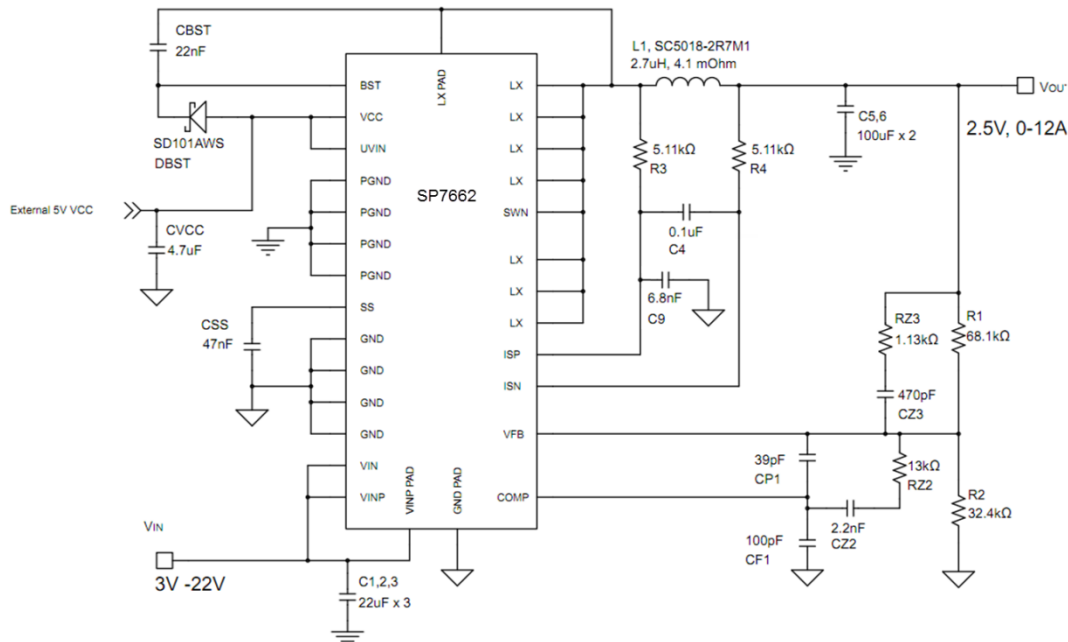 CBST
22nF
L1, SC5018-2R7M1
2.7uH, 4.1 mOhm
LX PAD
BST
LX
VOUT
VCC
LX
C5,6
100uF x 2
2.5V, 0-12A
SD101AWS
DBST
UVIN
LX
5.11kΩ
R3
5.11kΩ
R4
PGND
LX
SP7662
External 5V VCC
PGND
SWN
0.1uF
C4
CVCC
4.7uF
PGND
LX
PGND
LX
6.8nF
C9
SS
LX
CSS
47nF
GND
ISP
RZ3
1.13kΩ
R1
68.1kΩ
GND
ISN
GND
470pF
CZ3
GND
VFB
VIN
39pF
CP1
13kΩ
RZ2
VINP
VINP PAD
GND PAD
COMP
R2
32.4kΩ
2.2nF
CZ2
VIN
100pF
CF1
3V -22V
C1,2,3
22uF x 3